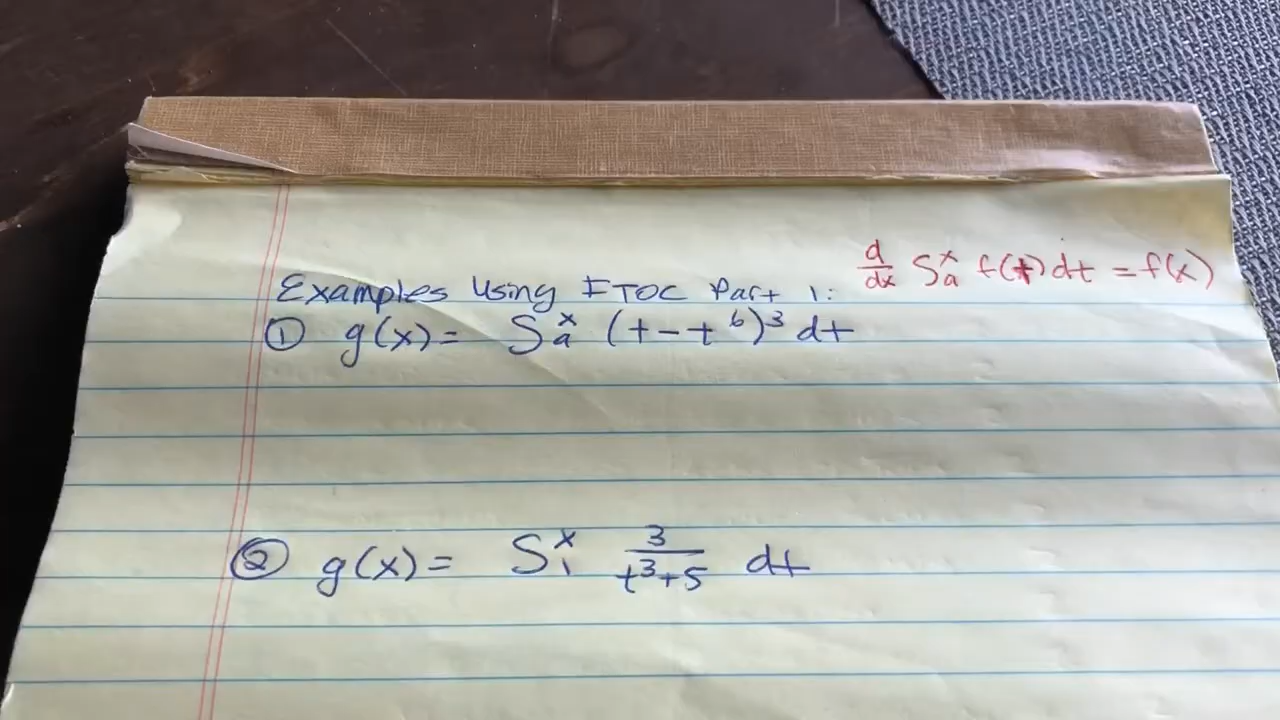 d/dx ∫ₐˣ f(t) dt = f(x)
Examples Using FTOC Part 1:
① g(x) = ∫ₐˣ (t - t⁶)³ dt
② g(x) = ∫₁ˣ 3/(t³+5) dt